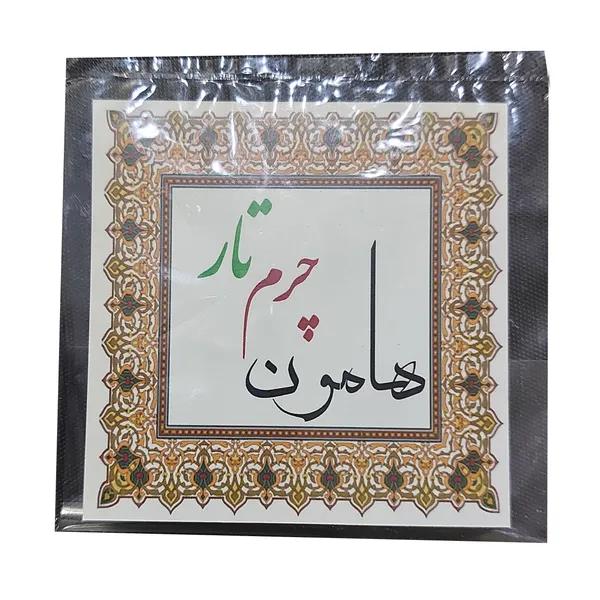 تار
چرم
هامون